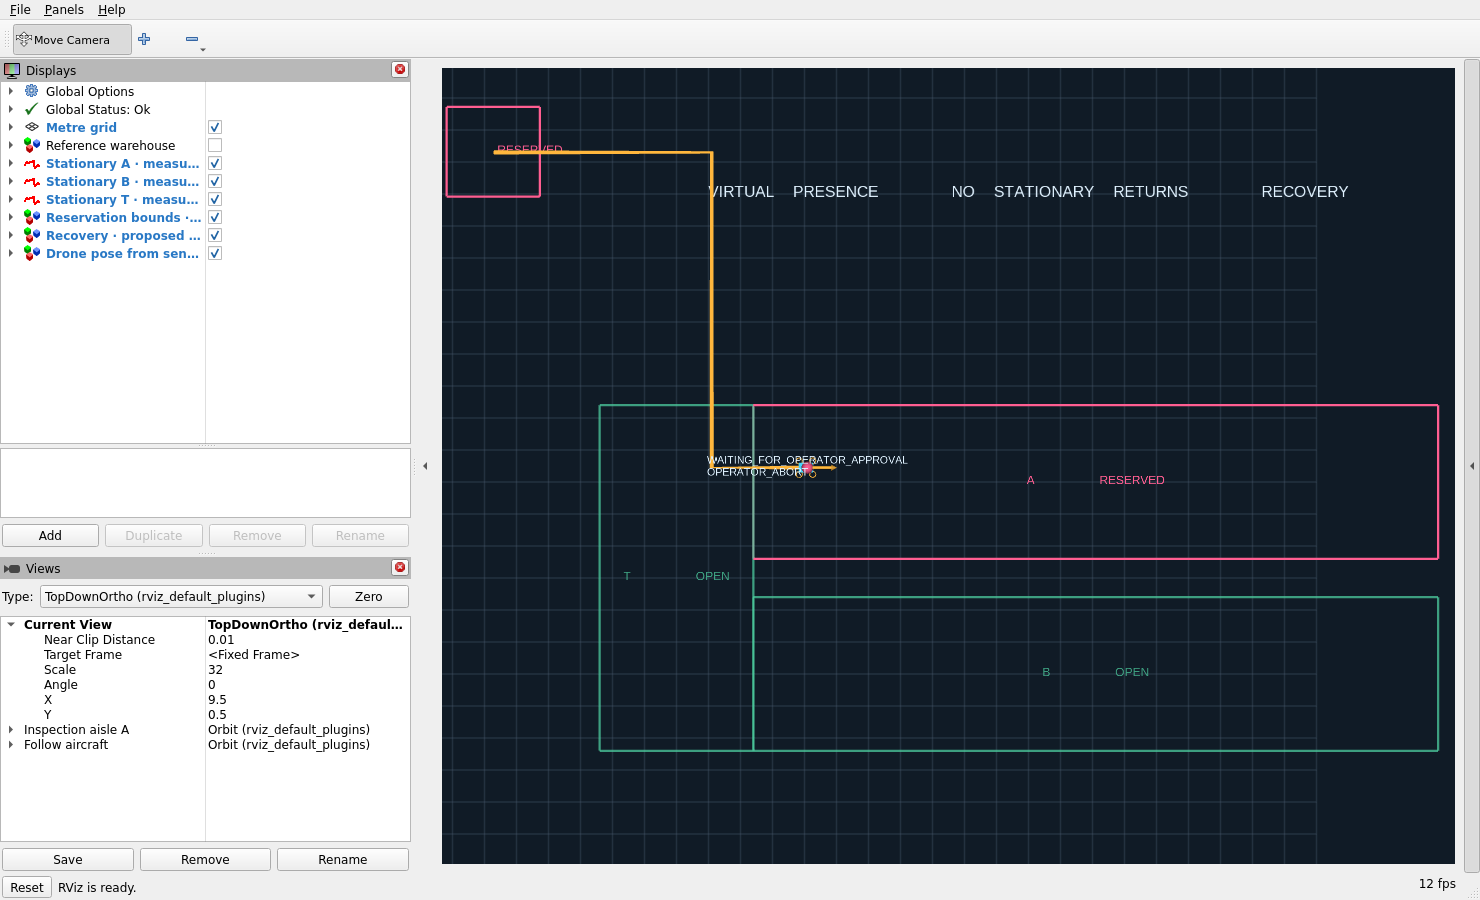 File Panels Help
Move Camera
Displays
Global Options
Global Status: Ok
Metre grid
Reference warehouse
Stationary A · measu...
Stationary B · measu...
Stationary T · measu...
Reservation bounds ·...
Recovery · proposed ...
Drone pose from sen...
Add Duplicate Remove Rename
Views
Type: TopDownOrtho (rviz_default_plugins) Zero
Current View TopDownOrtho (rviz_defaul...
Near Clip Distance 0.01
Target Frame <Fixed Frame>
Scale 32
Angle 0
X 9.5
Y 0.5
Inspection aisle A Orbit (rviz_default_plugins)
Follow aircraft Orbit (rviz_default_plugins)
Save Remove Rename
Reset RViz is ready.
RESERVED
VIRTUAL PRESENCE NO STATIONARY RETURNS RECOVERY
WAITING_FOR_OPERATOR_APPROVAL
OPERATOR_ABORT
A RESERVED
T OPEN
B OPEN
12 fps